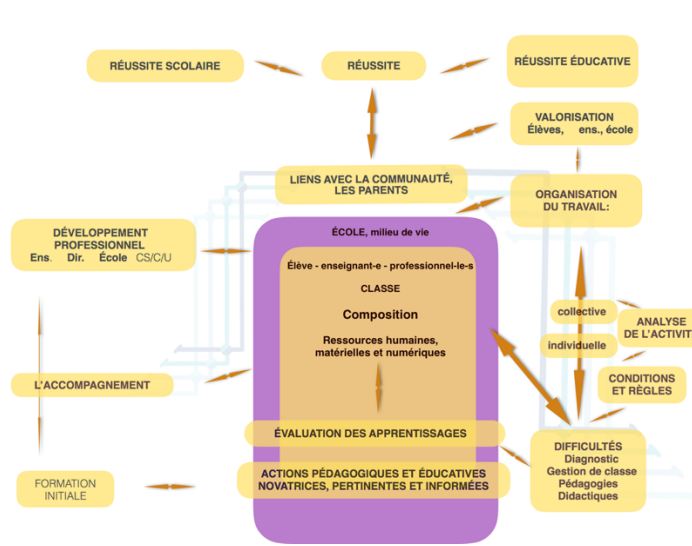 RÉUSSITE SCOLAIRE
RÉUSSITE
RÉUSSITE ÉDUCATIVE
VALORISATION
Élèves, ens., école
LIENS AVEC LA COMMUNAUTÉ,
LES PARENTS
ORGANISATION
DU TRAVAIL:
DÉVELOPPEMENT
PROFESSIONNEL
Ens. Dir. École CS/C/U
ÉCOLE, milieu de vie
Élève - enseignant-e - professionnel-le-s
CLASSE
Composition
Ressources humaines,
matérielles et numériques
collective
individuelle
ANALYSE
DE L'ACTIVIT
CONDITIONS
ET RÈGLES
L'ACCOMPAGNEMENT
ÉVALUATION DES APPRENTISSAGES
ACTIONS PÉDAGOGIQUES ET ÉDUCATIVES
NOVATRICES, PERTINENTES ET INFORMÉES
DIFFICULTÉS
Diagnostic
Gestion de classe
Pédagogies
Didactiques
FORMATION
INITIALE